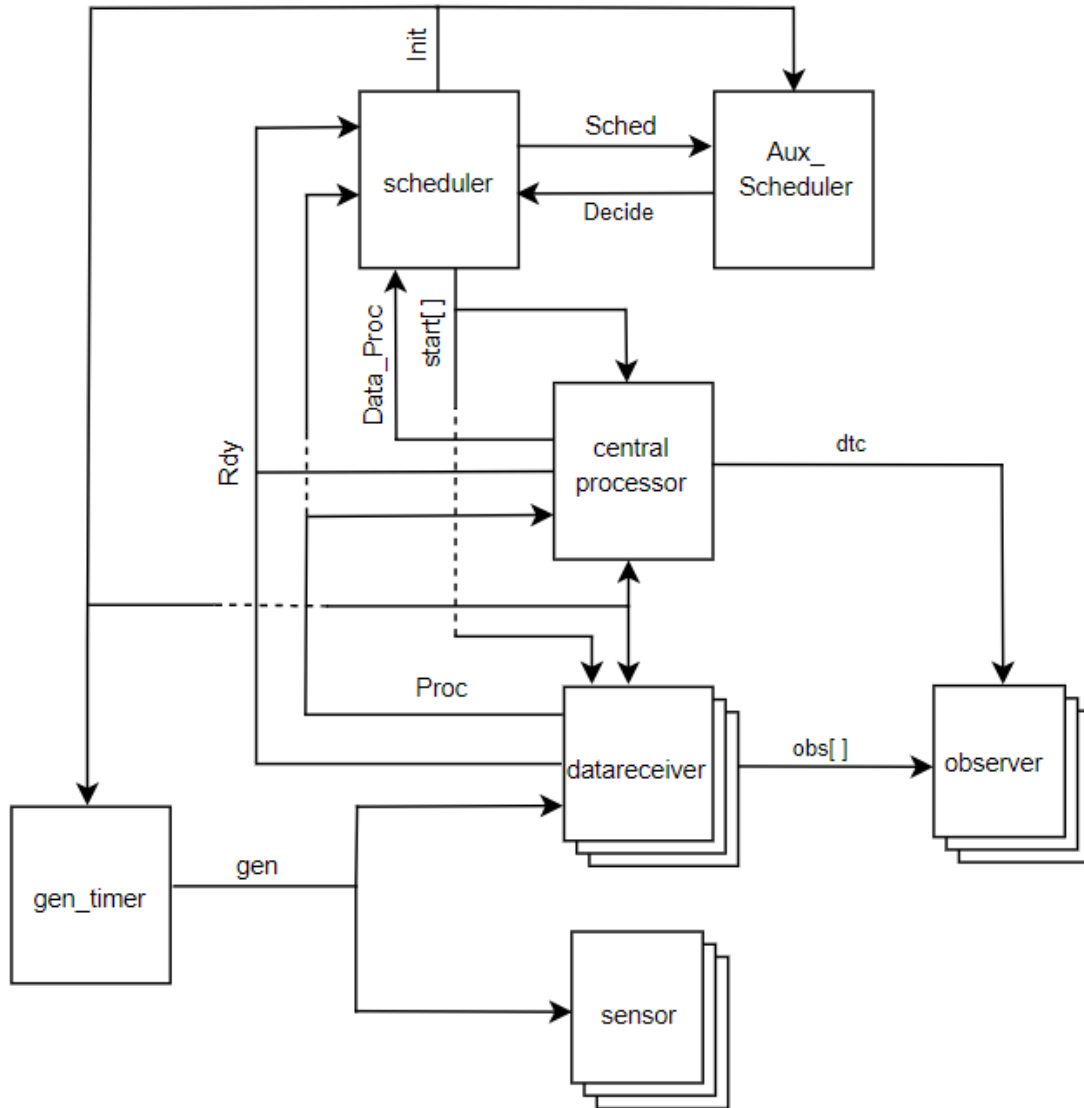 Init
Sched
scheduler
Aux_
Scheduler
Decide
Data_Proc
start[ ]
Rdy
central
processor
dtc
Proc
datareceiver
obs[ ]
observer
gen
gen_timer
sensor